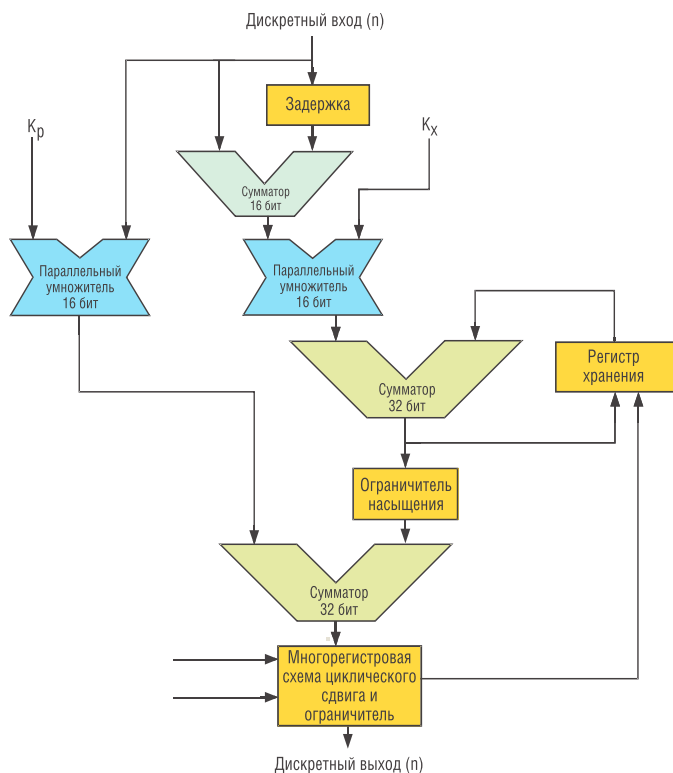 Дискретный вход (n)
Задержка
Kр
KX
Сумматор
16 бит
Параллельный
умножитель
16 бит
Параллельный
умножитель
16 бит
Регистр
хранения
Сумматор
32 бит
Ограничитель
насыщения
Сумматор
32 бит
Многорегистровая
схема циклического
сдвига и
ограничитель
Дискретный выход (n)